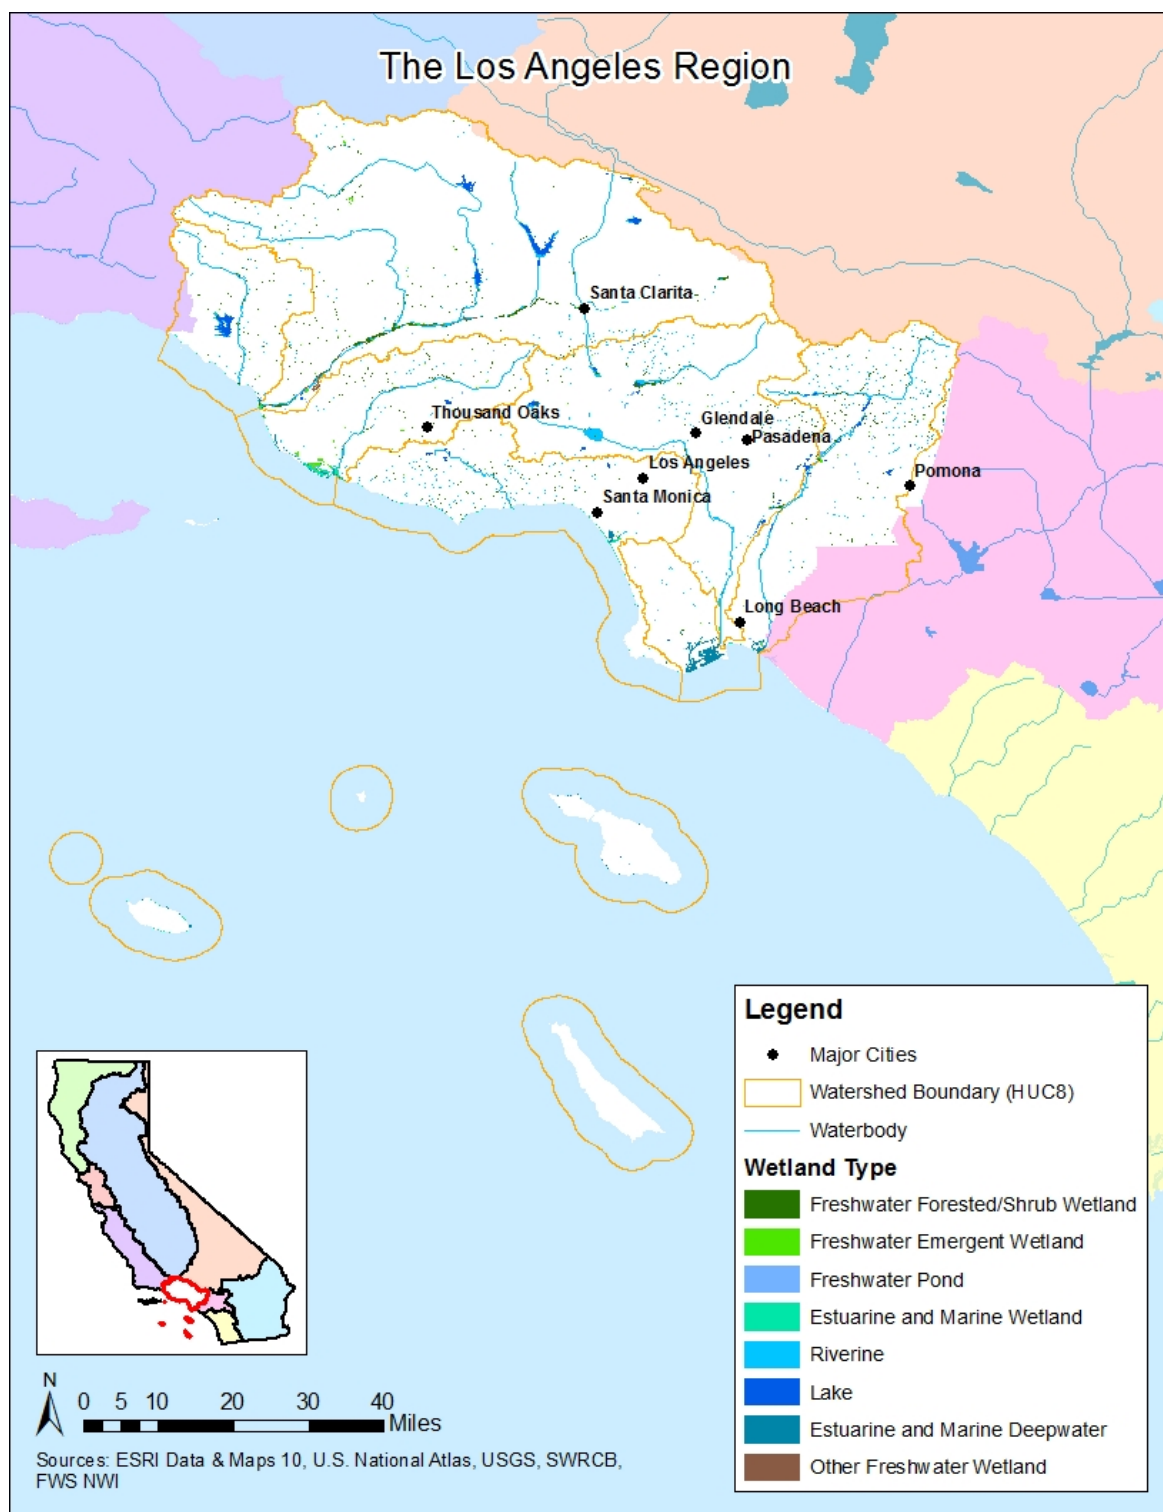 The Los Angeles Region
Santa Clarita
Thousand Oaks
Glendale
Pasadena
Los Angeles
Pomona
Santa Monica
Long Beach
Legend
Major Cities
Watershed Boundary (HUC8)
Waterbody
Wetland Type
Freshwater Forested/Shrub Wetland
Freshwater Emergent Wetland
Freshwater Pond
Estuarine and Marine Wetland
Riverine
Lake
Estuarine and Marine Deepwater
Other Freshwater Wetland
N
0 5 10 20 30 40
Miles
Sources: ESRI Data & Maps 10, U.S. National Atlas, USGS, SWRCB,
FWS NWI